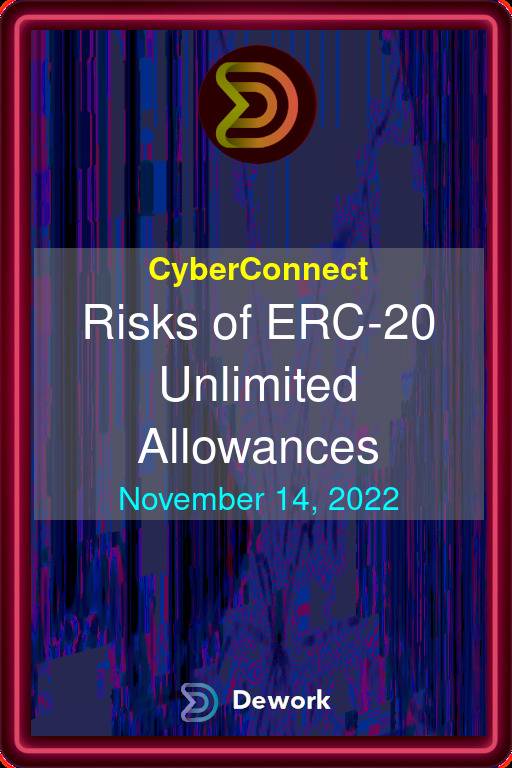 CyberConnect
Risks of ERC-20
Unlimited
Allowances
November 14, 2022
Dework